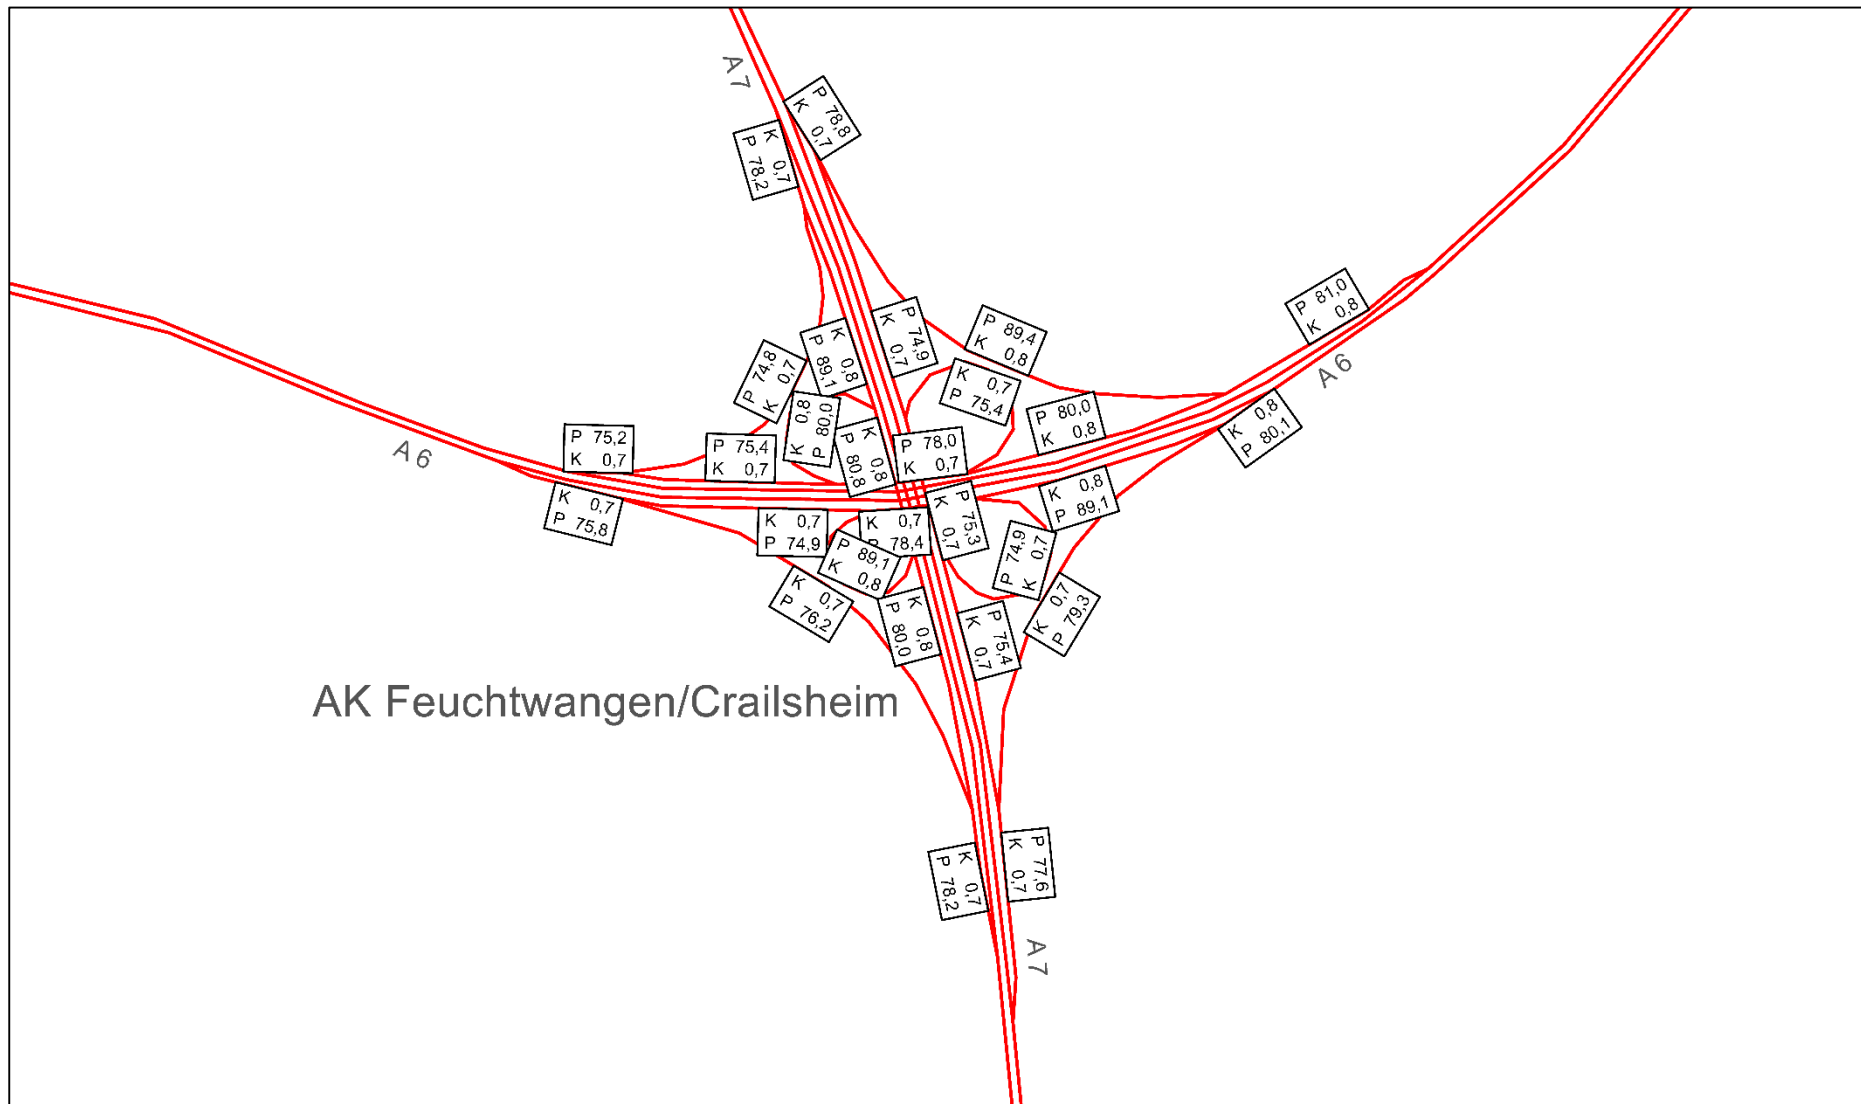 A 7
P 78,8
K 0,7
K 0,7
P 78,2
P 81,0
K 0,8
A 6
P 74,9
K 0,7
P 89,4
K 0,8
K 0,8
P 89,1
P 74,8
K 0,7
K 0,7
P 75,4
P 80,0
K 0,8
K 0,8
P 80,1
K 0,8
P 80,0
A 6
P 75,2
K 0,7
P 75,4
K 0,7
K 0,8
P 80,8
P 78,0
K 0,7
K 0,7
P 75,8
K 0,7
P 74,9
K 0,7
P 78,4
P 75,3
K 0,7
K 0,8
P 89,1
P 89,1
K 0,8
P 74,9
K 0,7
K 0,7
P 76,2
K 0,8
P 80,0
P 75,4
K 0,7
K 0,7
P 79,3
AK Feuchtwangen/Crailsheim
K 0,7
P 78,2
P 77,6
K 0,7
A 7